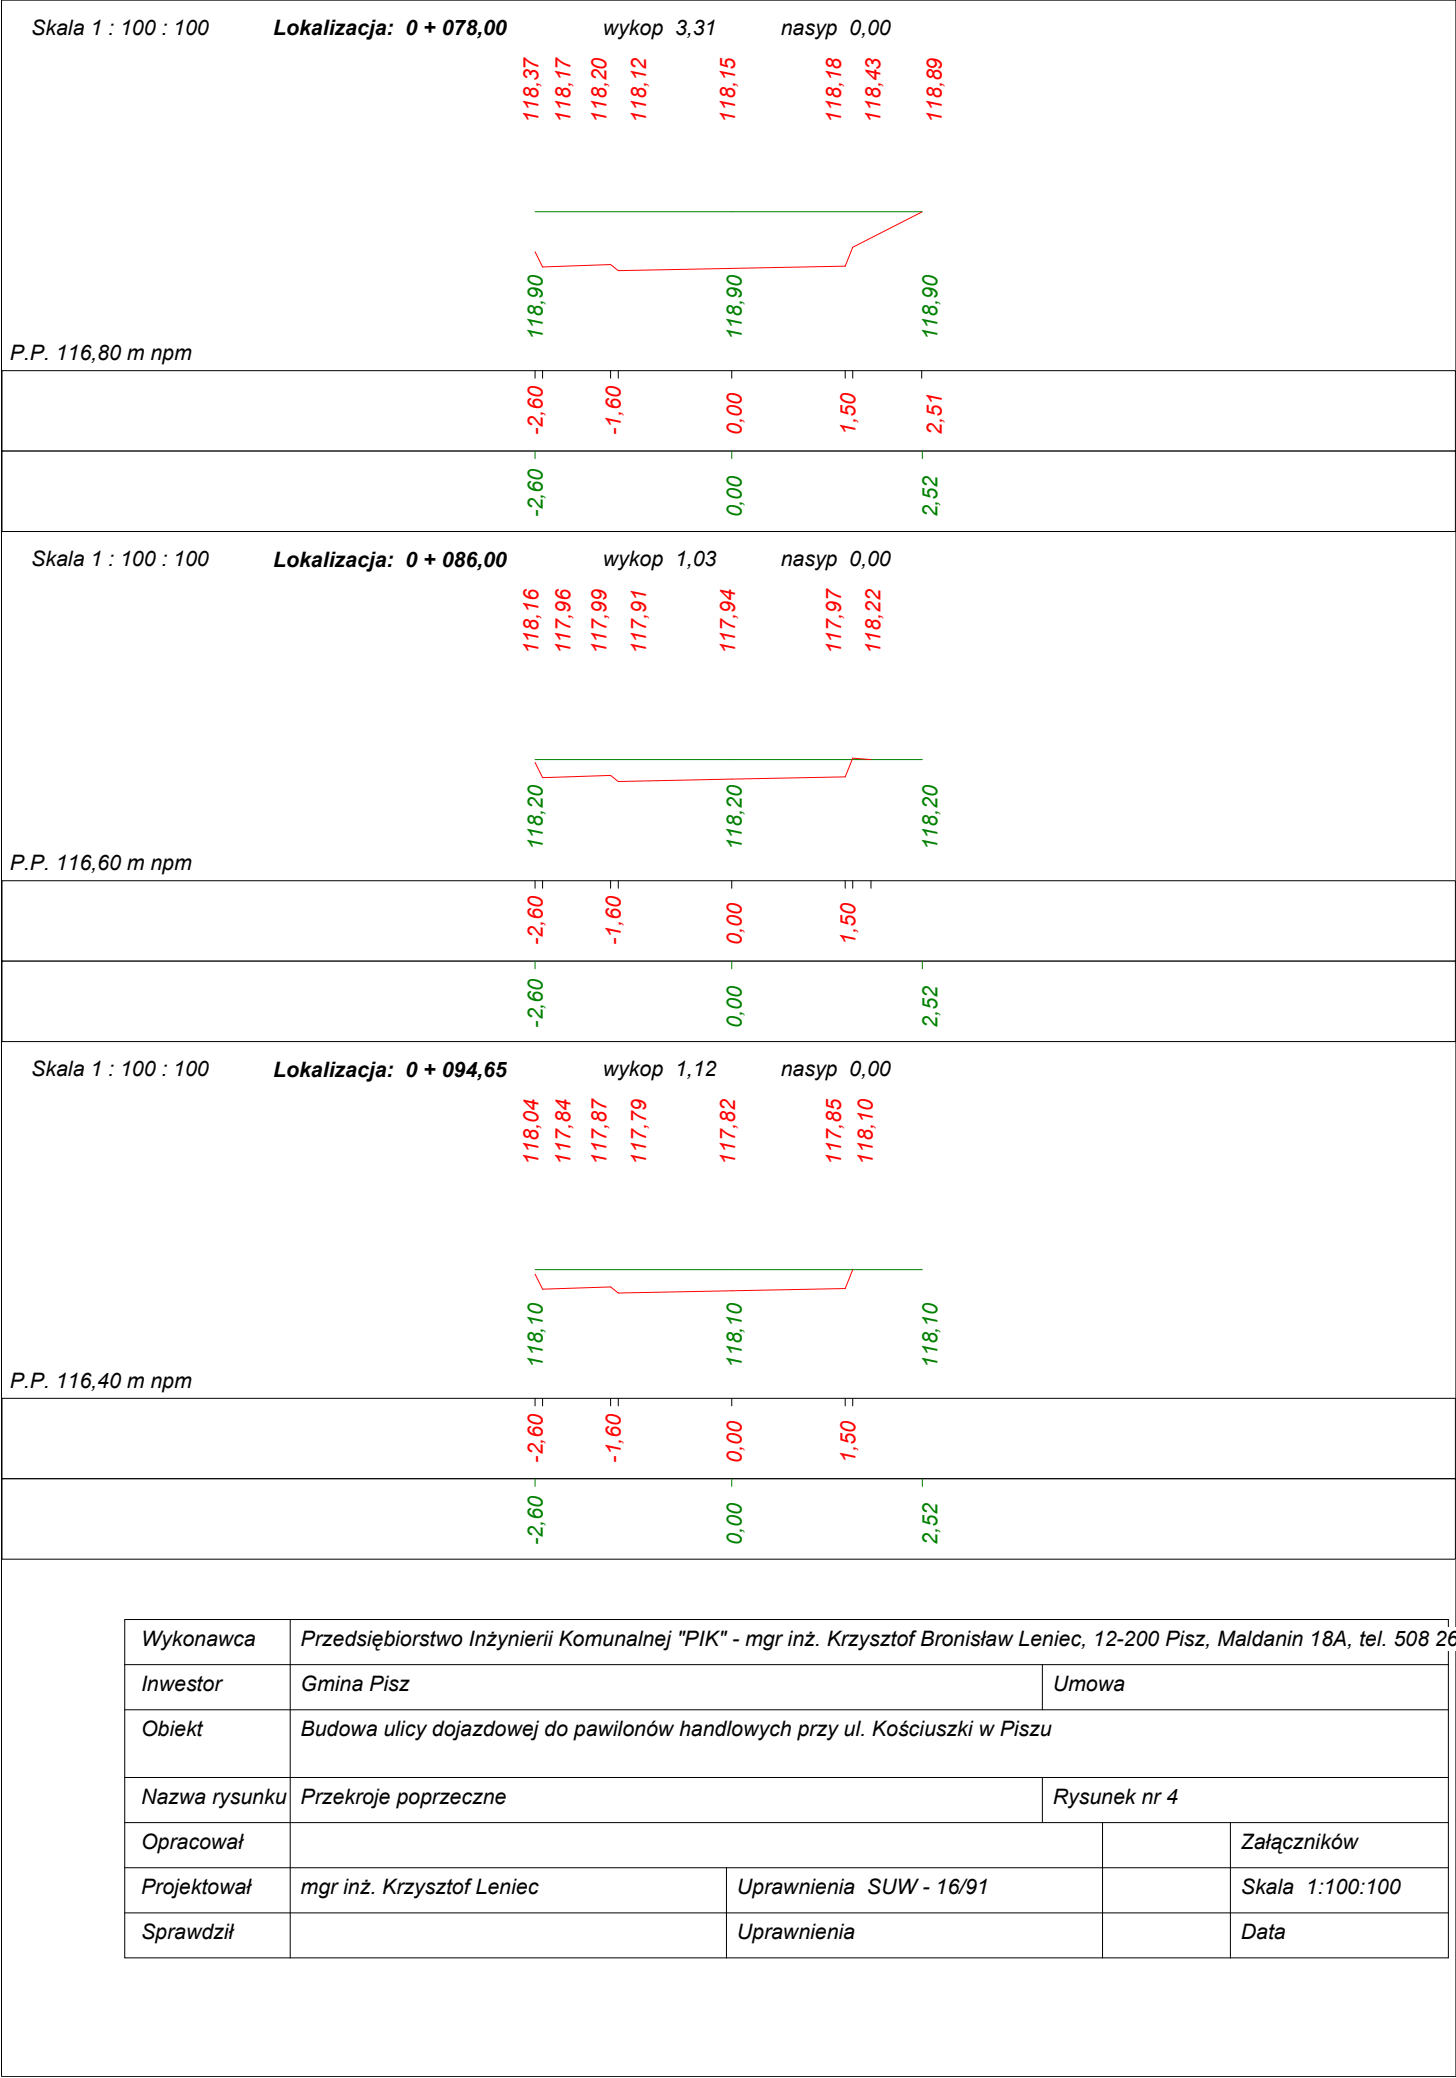 Skala 1 : 100 : 100 Lokalizacja: 0 + 078,00 wykop 3,31 nasyp 0,00
118,37 118,17 118,20 118,12 118,15 118,18 118,43 118,89
118,90 118,90 118,90
P.P. 116,80 m npm
-2,60 -1,60 0,00 1,50 2,51
-2,60 0,00 2,52
Skala 1 : 100 : 100 Lokalizacja: 0 + 086,00 wykop 1,03 nasyp 0,00
118,16 117,96 117,99 117,91 117,94 117,97 118,22
118,20 118,20 118,20
P.P. 116,60 m npm
-2,60 -1,60 0,00 1,50
-2,60 0,00 2,52
Skala 1 : 100 : 100 Lokalizacja: 0 + 094,65 wykop 1,12 nasyp 0,00
118,04 117,84 117,87 117,79 117,82 117,85 118,10
118,10 118,10 118,10
P.P. 116,40 m npm
-2,60 -1,60 0,00 1,50
-2,60 0,00 2,52
Wykonawca Przedsiębiorstwo Inżynierii Komunalnej "PIK" - mgr inż. Krzysztof Bronisław Leniec, 12-200 Pisz, Maldanin 18A, tel. 508 26
Inwestor Gmina Pisz Umowa
Obiekt Budowa ulicy dojazdowej do pawilonów handlowych przy ul. Kościuszki w Piszu
Nazwa rysunku Przekroje poprzeczne Rysunek nr 4
Opracował Załączników
Projektował mgr inż. Krzysztof Leniec Uprawnienia SUW - 16/91 Skala 1:100:100
Sprawdził Uprawnienia Data